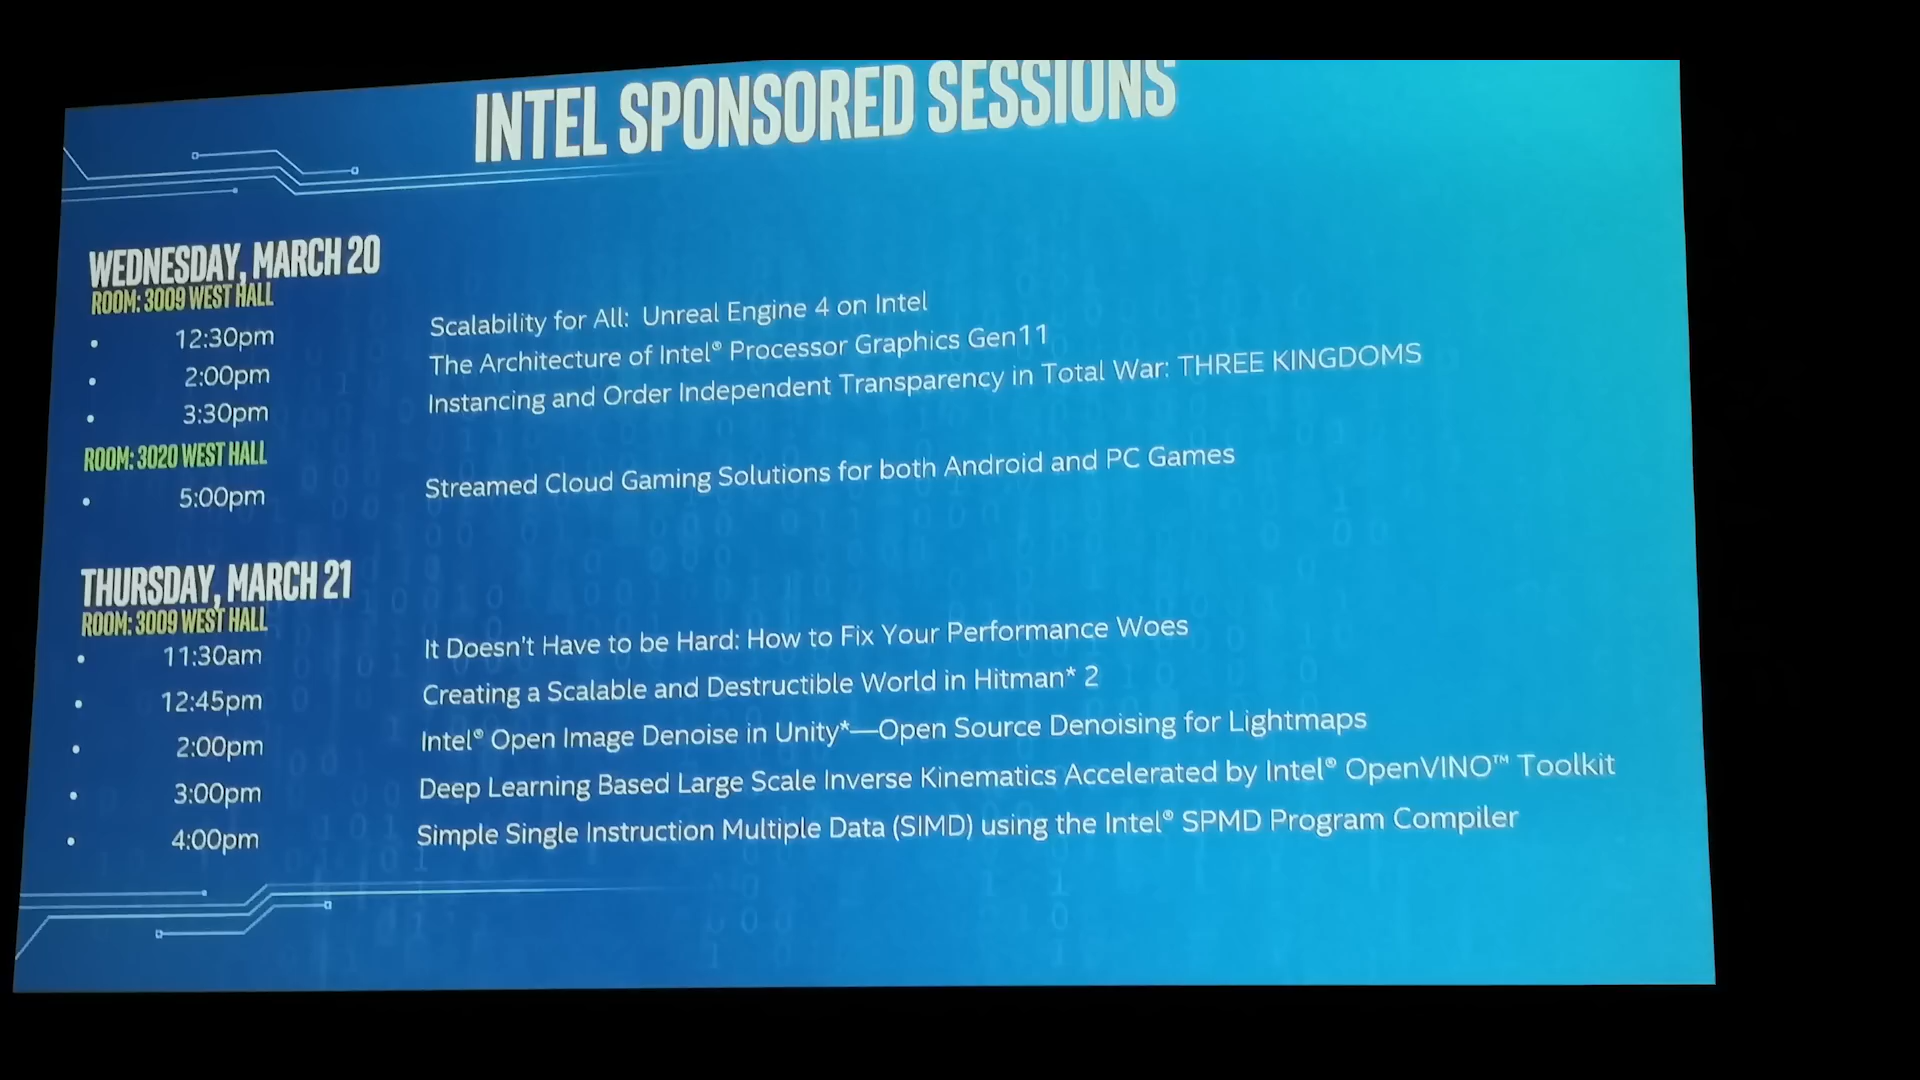 INTEL SPONSORED SESSIONS
WEDNESDAY, MARCH 20
ROOM: 3009 WEST HALL
• 12:30pm Scalability for All: Unreal Engine 4 on Intel
• 2:00pm The Architecture of Intel® Processor Graphics Gen11
• 3:30pm Instancing and Order Independent Transparency in Total War: THREE KINGDOMS
ROOM: 3020 WEST HALL
• 5:00pm Streamed Cloud Gaming Solutions for both Android and PC Games
THURSDAY, MARCH 21
ROOM: 3009 WEST HALL
• 11:30am It Doesn't Have to be Hard: How to Fix Your Performance Woes
• 12:45pm Creating a Scalable and Destructible World in Hitman* 2
• 2:00pm Intel® Open Image Denoise in Unity*—Open Source Denoising for Lightmaps
• 3:00pm Deep Learning Based Large Scale Inverse Kinematics Accelerated by Intel® OpenVINO™ Toolkit
• 4:00pm Simple Single Instruction Multiple Data (SIMD) using the Intel® SPMD Program Compiler